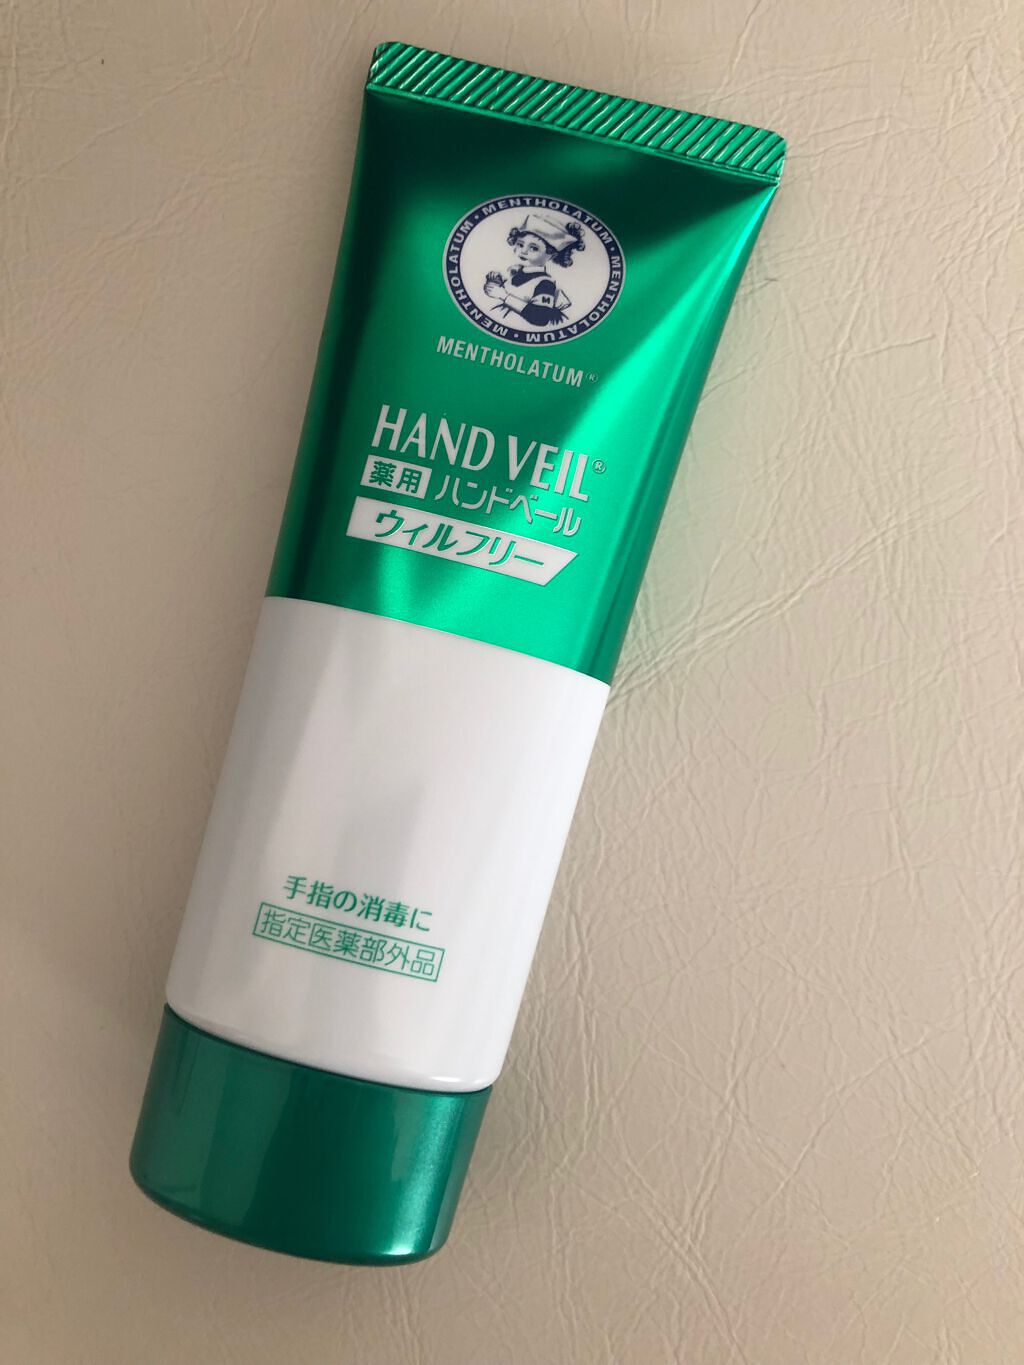 MENTHOLATUM・MENTHOLATUM・MENTHOLATUM・MENTHOLATUM・
M
MENTHOLATUM®
HAND VEIL®
薬用 ハンドベール
ウィルフリー
手指の消毒に
指定医薬部外品